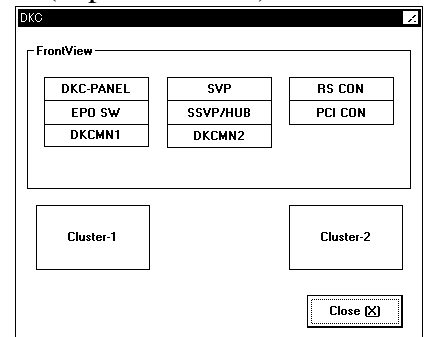 DKC
FrontView
DKC-PANEL SVP RS CON
EPO SW SSVP/HUB PCI CON
DKCMN1 DKCMN2
Cluster-1 Cluster-2
Close (X)